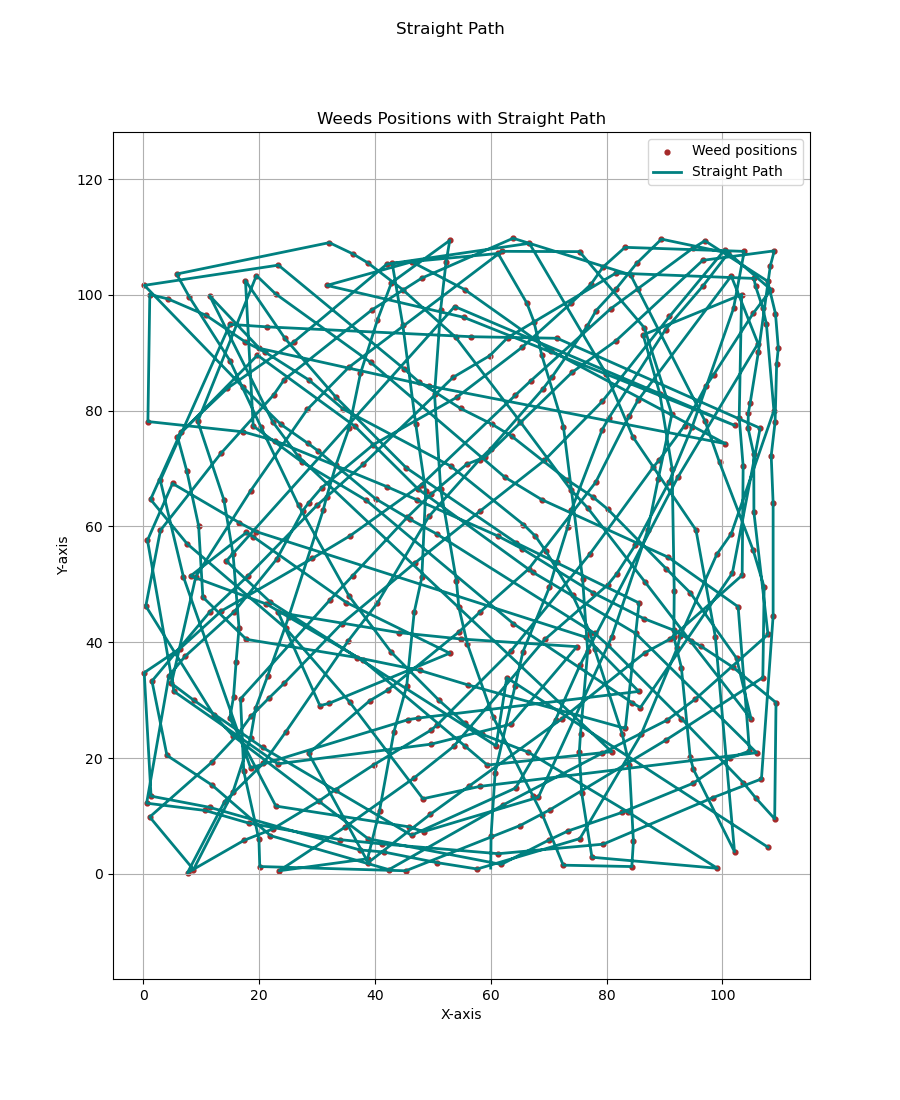 Straight Path
Weeds Positions with Straight Path
Weed positions
Straight Path
120
100
80
60
40
20
0
Y-axis
0 20 40 60 80 100
X-axis